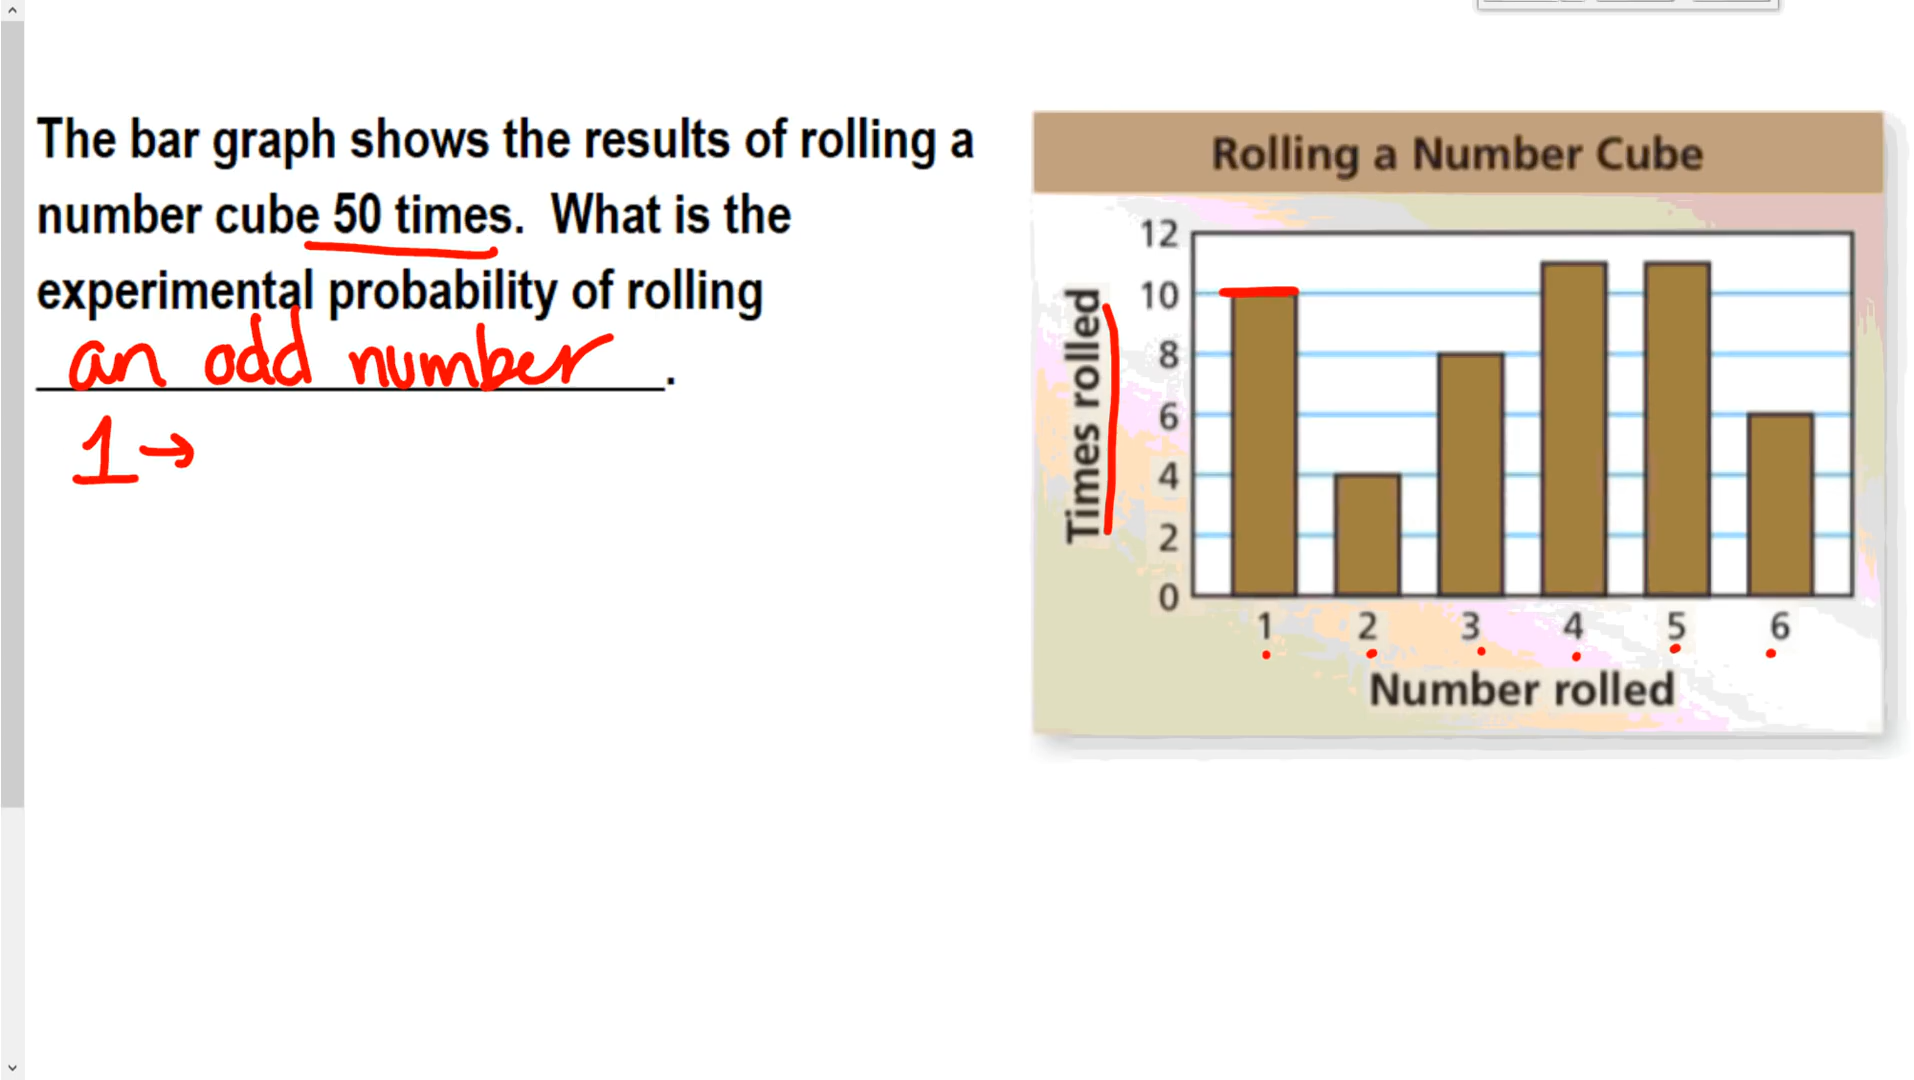 The bar graph shows the results of rolling a
number cube 50 times. What is the
experimental probability of rolling
an odd number.
1→
Rolling a Number Cube
Times rolled
12
10
8
6
4
2
0
1 2 3 4 5 6
Number rolled